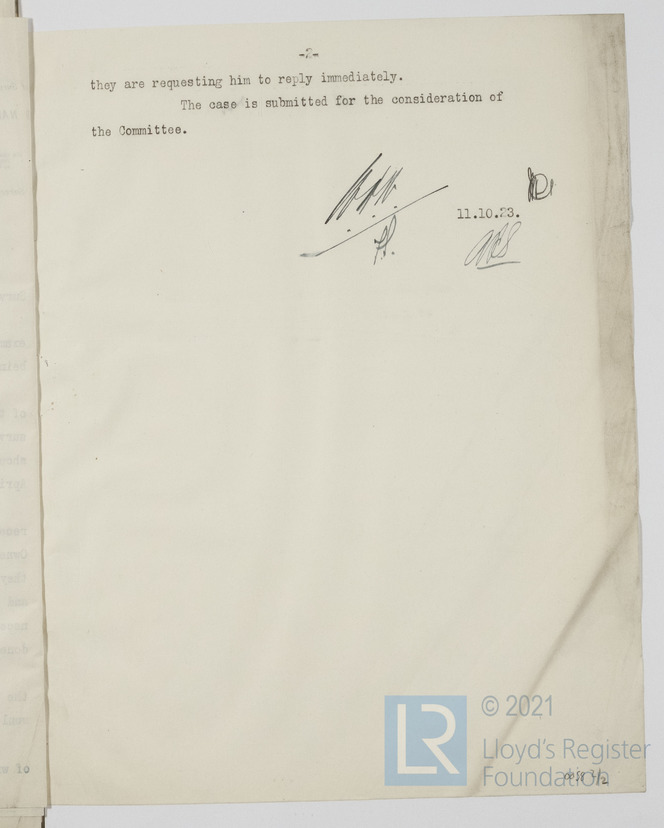 -2-
they are requesting him to reply immediately.
The case is submitted for the consideration of
the Committee.
11.10.23.
LR
© 2021
Lloyd's Register
Foundation